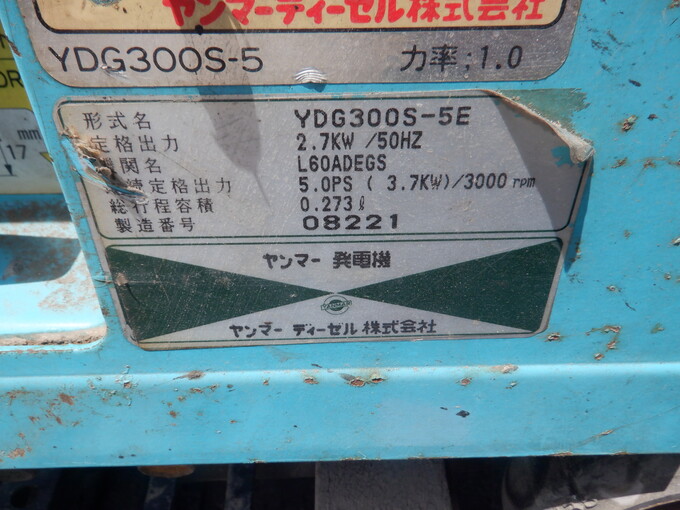 ヤンマーディーゼル株式会社
YDG300S-5 力率;1.0
形式名 YDG300S-5E
定格出力 2.7KW /50HZ
機関名 L60ADEGS
続定格出力 5.0PS ( 3.7KW)/3000 rpm
総行程容積 0.273ℓ
製造番号 08221
ヤンマー 発電機
ヤンマー ディーゼル 株式会社
mm
17